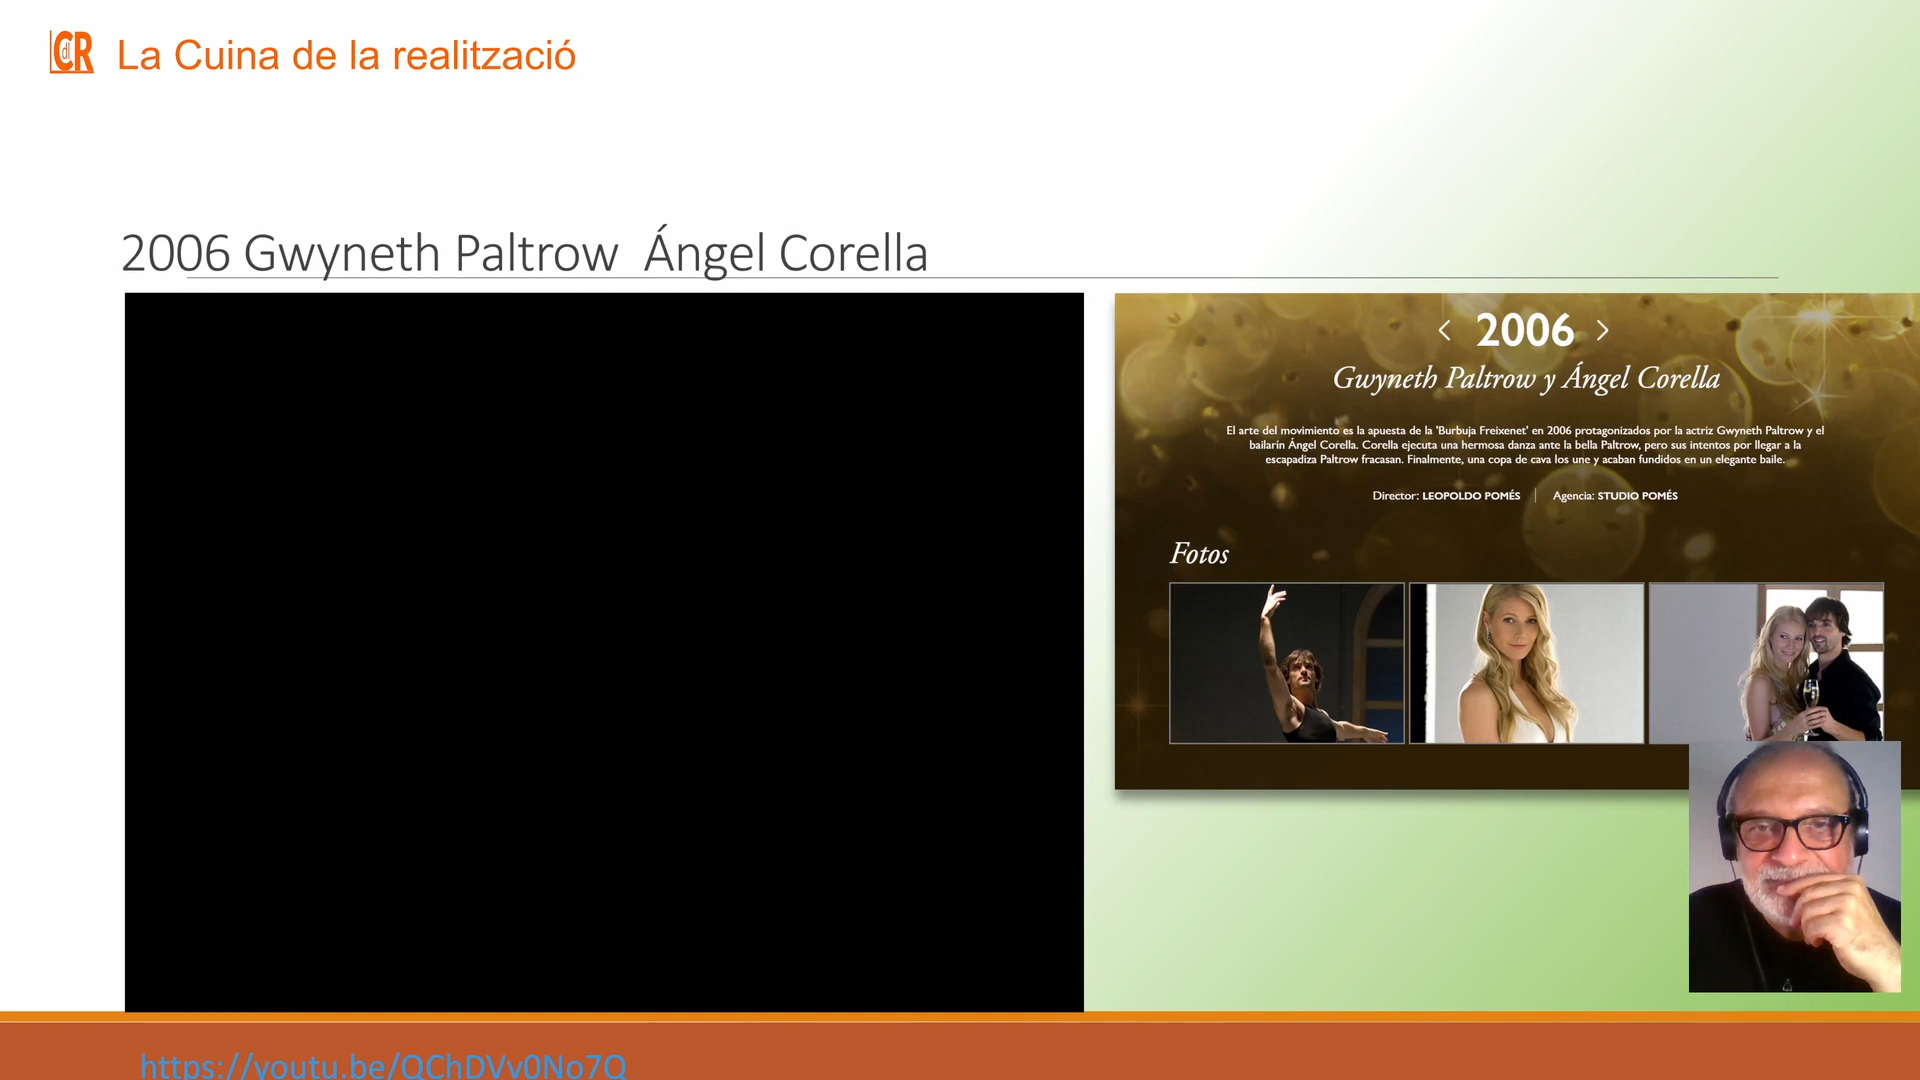 LCdlR La Cuina de la realització
2006 Gwyneth Paltrow Ángel Corella
< 2006 >
Gwyneth Paltrow y Ángel Corella
El arte del movimiento es la apuesta de la 'Burbuja Freixenet' en 2006 protagonizados por la actriz Gwyneth Paltrow y el
bailarín Ángel Corella. Corella ejecuta una hermosa danza ante la bella Paltrow, pero sus intentos por llegar a la
escapadiza Paltrow fracasan. Finalmente, una copa de cava los une y acaban fundidos en un elegante baile.
Director: LEOPOLDO POMÉS | Agencia: STUDIO POMÉS
Fotos
https://youtu.be/QChDVv0No7Q